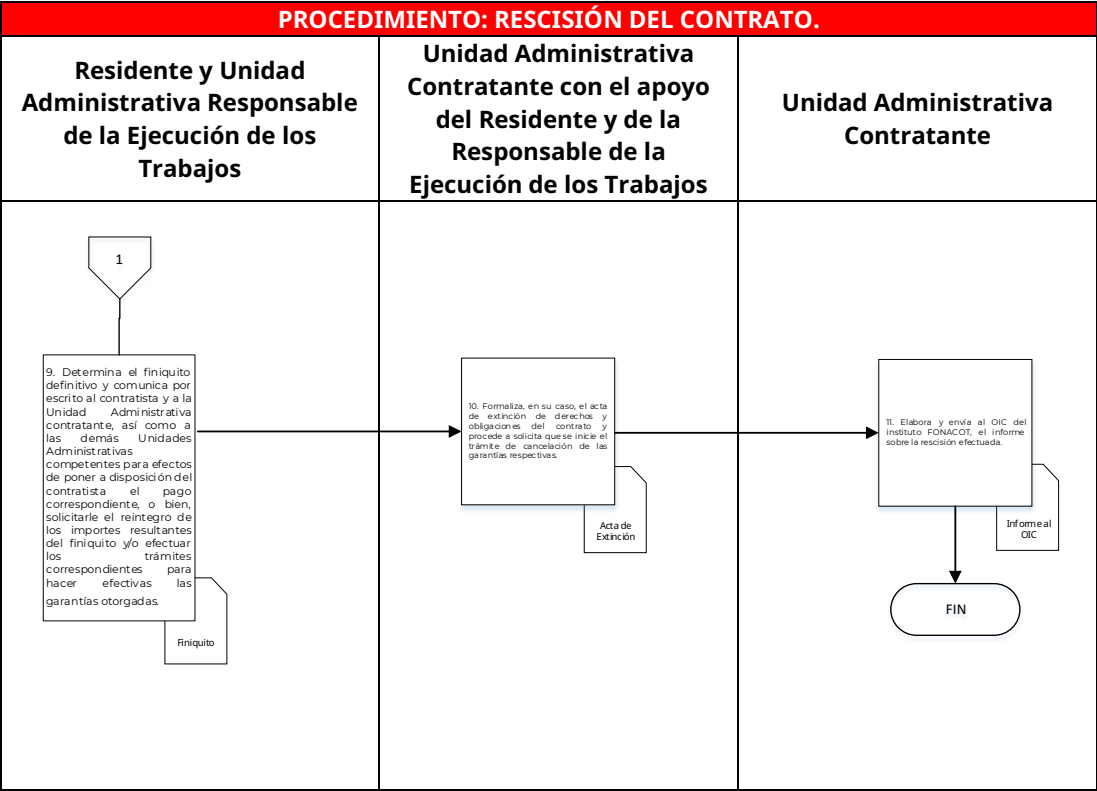 PROCEDIMIENTO: RESCISIÓN DEL CONTRATO.
Residente y Unidad
Administrativa Responsable
de la Ejecución de los
Trabajos
Unidad Administrativa
Contratante con el apoyo
del Residente y de la
Responsable de la
Ejecución de los Trabajos
Unidad Administrativa
Contratante
1
9. Determina el finiquito
definitivo y comunica por
escrito al contratista y a la
Unidad Administrativa
contratante, así como a
las demás Unidades
Administrativas
competentes para efectos
de poner a disposición del
contratista el pago
correspondiente, o bien,
solicitarle el reintegro de
los importes resultantes
del finiquito y/o efectuar
los trámites
correspondientes para
hacer efectivas las
garantías otorgadas.
Finiquito
10. Formaliza, en su caso, el acta
de extinción de derechos y
obligaciones del contrato y
procede a solicita que se inicie el
trámite de cancelación de las
garantías respectivas.
Acta de
Extinción
11. Elabora y envía al OIC del
instituto FONACOT, el informe
sobre la rescisión efectuada.
Informe al
OIC
FIN